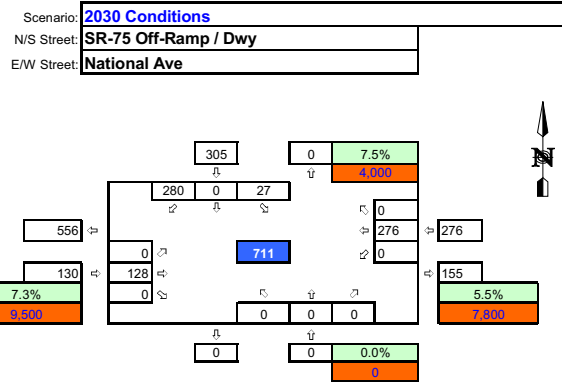 Scenario: 2030 Conditions
N/S Street: SR-75 Off-Ramp / Dwy
E/W Street: National Ave
N
305 0 7.5%
⇩ ⇧ 4,000
280 0 27
0
556 ⇦ ⇦ 276 ⇦ 276
0 711 0
130 ⇨ 128 ⇨ ⇨ 155
7.3% 0 5.5%
9,500 0 0 0 7,800
⇩ ⇧
0 0 0.0%
0